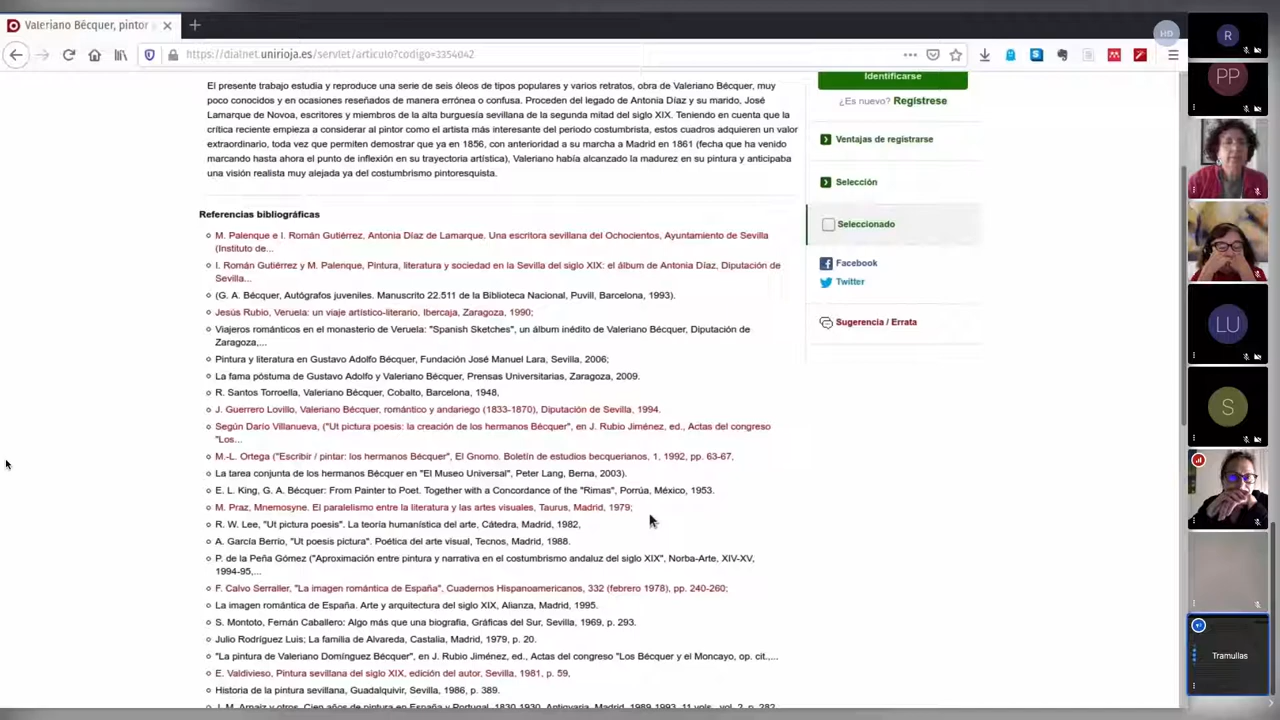 Valeriano Bécquer, pintor
https://dialnet.unirioja.es/servlet/articulo?codigo=3354042
HD
El presente trabajo estudia y reproduce una serie de seis óleos de tipos populares y varios retratos, obra de Valeriano Bécquer, muy
poco conocidos y en ocasiones reseñados de manera errónea o confusa. Proceden del legado de Antonia Díaz y su marido, José
Lamarque de Novoa, escritores y miembros de la alta burguesía sevillana de la segunda mitad del siglo XIX. Teniendo en cuenta que la
crítica reciente empieza a considerar al pintor como el artista más interesante del periodo costumbrista, estos cuadros adquieren un valor
extraordinario, toda vez que permiten demostrar que ya en 1856, con anterioridad a su marcha a Madrid en 1861 (fecha que ha venido
marcando hasta ahora el punto de inflexión en su trayectoria artística), Valeriano había alcanzado la madurez en su pintura y anticipaba
una visión realista muy alejada ya del costumbrismo pintoresquista.
Referencias bibliográficas
M. Palenque e I. Román Gutiérrez, Antonia Díaz de Lamarque. Una escritora sevillana del Ochocientos, Ayuntamiento de Sevilla
(Instituto de...
I. Román Gutiérrez y M. Palenque, Pintura, literatura y sociedad en la Sevilla del siglo XIX: el álbum de Antonia Díaz, Diputación de
Sevilla...
(G. A. Bécquer, Autógrafos juveniles. Manuscrito 22.511 de la Biblioteca Nacional, Puvill, Barcelona, 1993).
Jesús Rubio, Veruela: un viaje artístico-literario, Ibercaja, Zaragoza, 1990;
Viajeros románticos en el monasterio de Veruela: "Spanish Sketches", un álbum inédito de Valeriano Bécquer, Diputación de
Zaragoza,...
Pintura y literatura en Gustavo Adolfo Bécquer, Fundación José Manuel Lara, Sevilla, 2006;
La fama póstuma de Gustavo Adolfo y Valeriano Bécquer, Prensas Universitarias, Zaragoza, 2009.
R. Santos Torroella, Valeriano Bécquer, Cobalto, Barcelona, 1948,
J. Guerrero Lovillo, Valeriano Bécquer, romántico y andariego (1833-1870), Diputación de Sevilla, 1994.
Según Darío Villanueva, ("Ut pictura poesis: la creación de los hermanos Bécquer", en J. Rubio Jiménez, ed., Actas del congreso
"Los...
M.-L. Ortega ("Escribir / pintar: los hermanos Bécquer", El Gnomo. Boletín de estudios becquerianos, 1, 1992, pp. 63-67,
La tarea conjunta de los hermanos Bécquer en "El Museo Universal", Peter Lang, Berna, 2003).
E. L. King, G. A. Bécquer: From Painter to Poet. Together with a Concordance of the "Rimas", Porrúa, México, 1953.
M. Praz, Mnemosyne. El paralelismo entre la literatura y las artes visuales, Taurus, Madrid, 1979;
R. W. Lee, "Ut pictura poesis". La teoría humanística del arte, Cátedra, Madrid, 1982,
A. García Berrio, "Ut poesis pictura". Poética del arte visual, Tecnos, Madrid, 1988.
P. de la Peña Gómez ("Aproximación entre pintura y narrativa en el costumbrismo andaluz del siglo XIX", Norba-Arte, XIV-XV,
1994-95,...
F. Calvo Serraller, "La imagen romántica de España", Cuadernos Hispanoamericanos, 332 (febrero 1978), pp. 240-260;
La imagen romántica de España. Arte y arquitectura del siglo XIX, Alianza, Madrid, 1995.
S. Montoto, Fernán Caballero: Algo más que una biografía, Gráficas del Sur, Sevilla, 1969, p. 293.
Julio Rodríguez Luis; La familia de Alvareda, Castalia, Madrid, 1979, p. 20.
"La pintura de Valeriano Domínguez Bécquer", en J. Rubio Jiménez, ed., Actas del congreso "Los Bécquer y el Moncayo, op. cit.,...
E. Valdivieso, Pintura sevillana del siglo XIX, edición del autor, Sevilla, 1981, p. 59,
Historia de la pintura sevillana, Guadalquivir, Sevilla, 1986, p. 389.
J. M. Arnaiz y otros, Cien años de pintura en España y Portugal, 1830-1930, Antiqvaria, Madrid, 1989-1993, 11 vols., vol. 2, p. 282
Identificarse
¿Es nuevo? Regístrese
Ventajas de registrarse
Selección
Seleccionado
Facebook
Twitter
Sugerencia / Errata
R
PP
LU
S
Tramullas